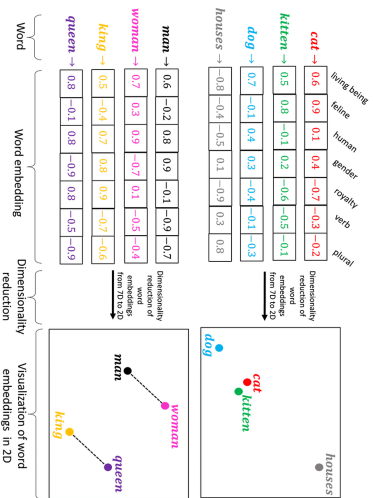 living being feline human gender royalty verb plural
cat → 0.6 0.9 0.1 0.4 −0.7 −0.3 −0.2
kitten → 0.5 0.8 −0.1 0.2 −0.6 −0.5 −0.1
dog → 0.7 −0.1 0.4 0.3 −0.4 −0.1 −0.3
houses → −0.8 −0.4 −0.5 0.1 −0.9 0.3 0.8
Dimensionality
reduction of
word
embeddings
from 7D to 2D
houses
cat
kitten
dog
man → 0.6 −0.2 0.8 0.9 −0.1 −0.9 −0.7
woman → 0.7 0.3 0.9 −0.7 0.1 −0.5 −0.4
king → 0.5 −0.4 0.7 0.8 0.9 −0.7 −0.6
queen → 0.8 −0.1 0.8 −0.9 0.8 −0.5 −0.9
Dimensionality
reduction of
word
embeddings
from 7D to 2D
woman
man
queen
king
Word
Word embedding
Dimensionality
reduction
Visualization of word
embeddings in 2D